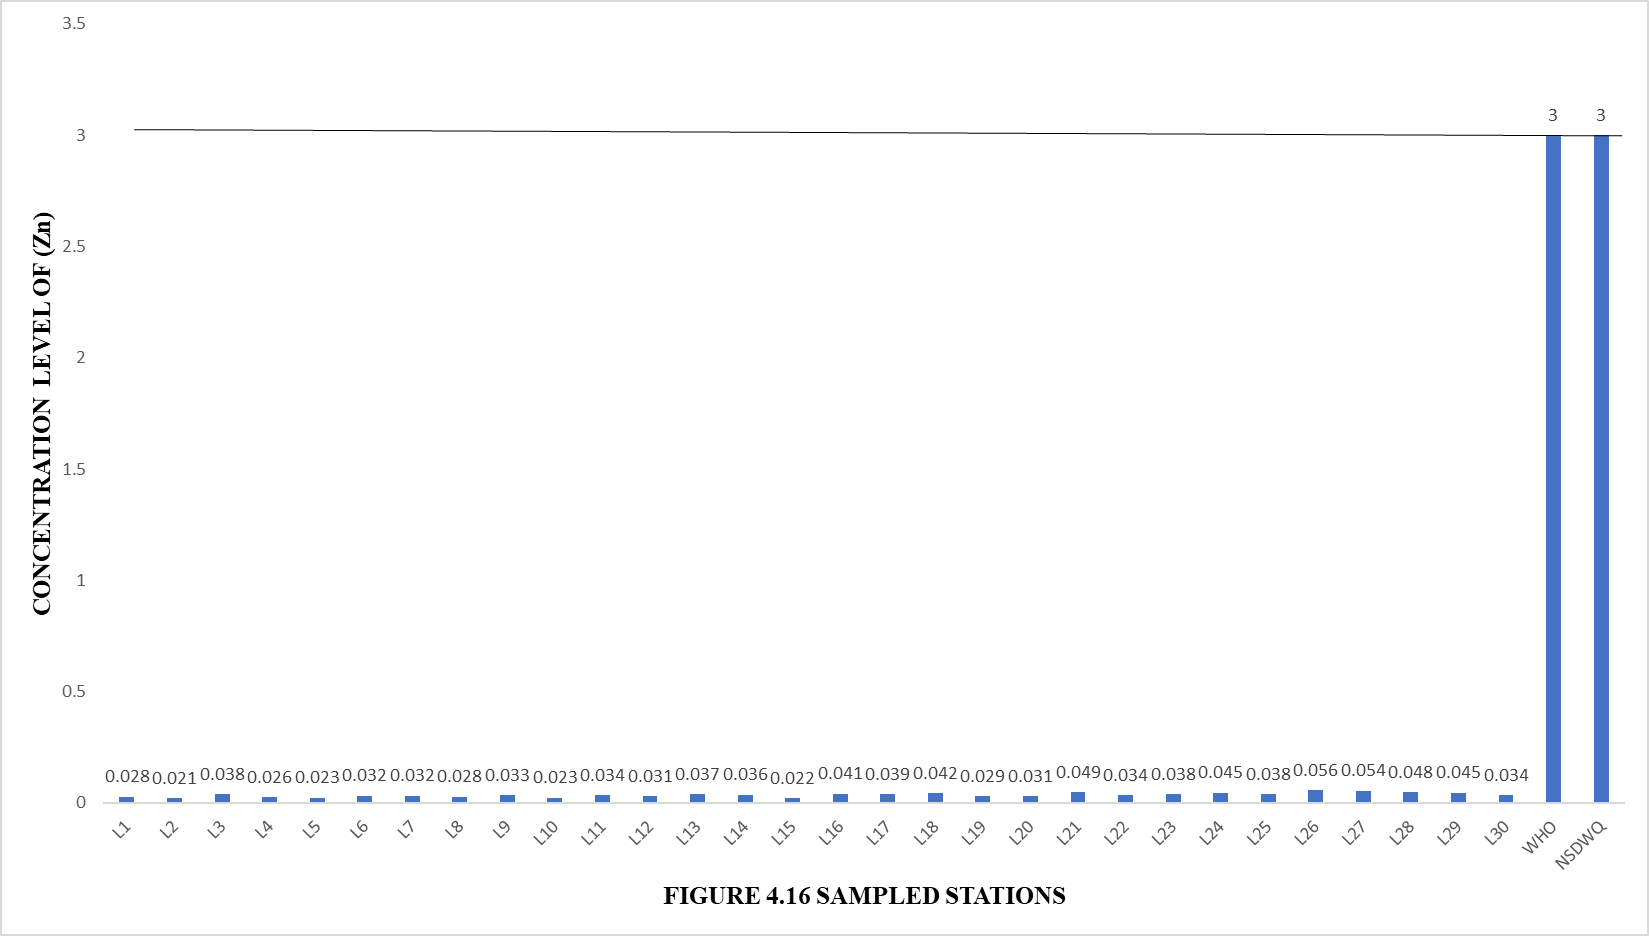 3.5
3
2.5
2
1.5
1
0.5
0
CONCENTRATION LEVEL OF (Zn)
0.028 0.021 0.038 0.026 0.023 0.032 0.032 0.028 0.033 0.023 0.034 0.031 0.037 0.036 0.022 0.041 0.039 0.042 0.029 0.031 0.049 0.034 0.038 0.045 0.038 0.056 0.054 0.048 0.045 0.034 3 3
L1 L2 L3 L4 L5 L6 L7 L8 L9 L10 L11 L12 L13 L14 L15 L16 L17 L18 L19 L20 L21 L22 L23 L24 L25 L26 L27 L28 L29 L30 WHO NSDWQ
FIGURE 4.16 SAMPLED STATIONS